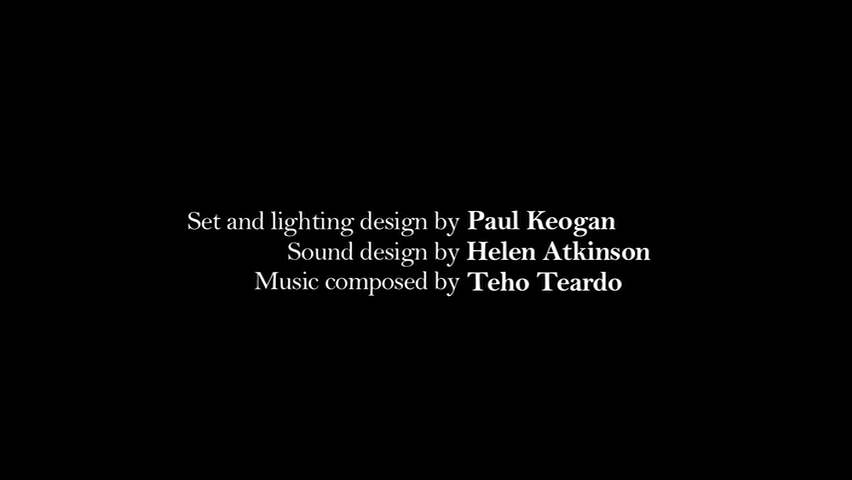 Set and lighting design by Paul Keogan
Sound design by Helen Atkinson
Music composed by Teho Teardo